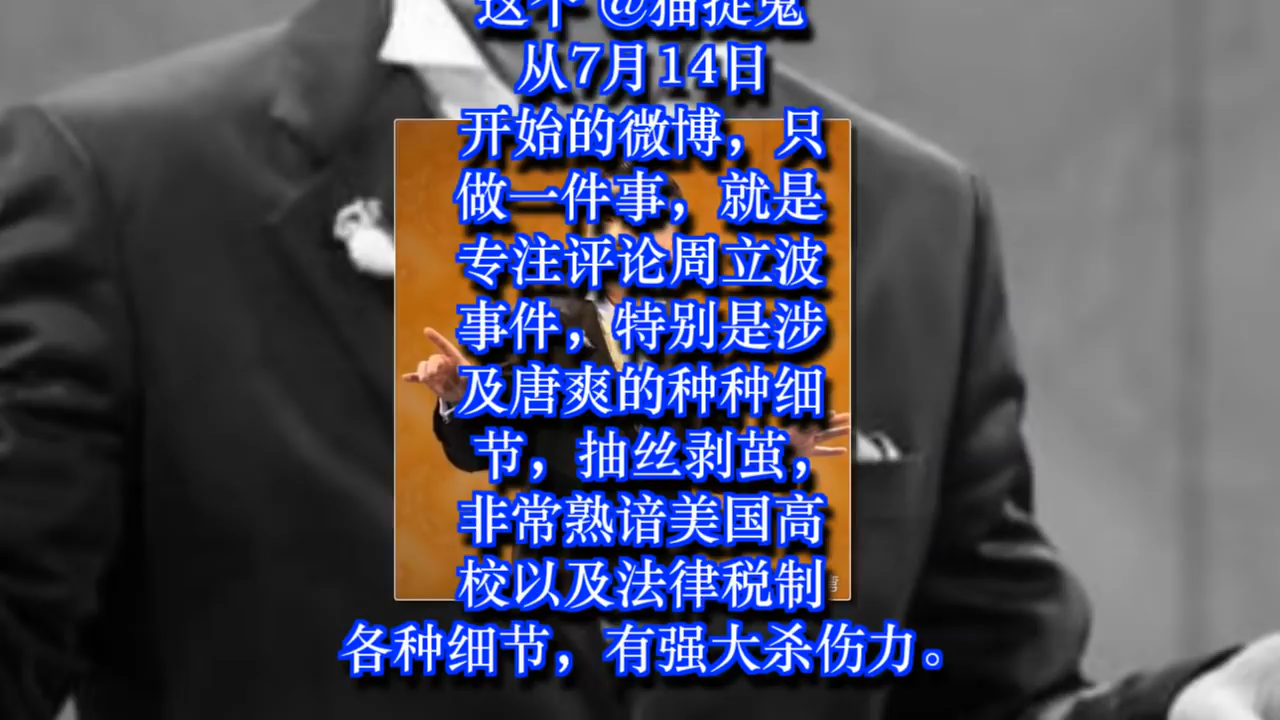 这个 @猫捉鬼
从7月14日
开始的微博，只
做一件事，就是
专注评论周立波
事件，特别是涉
及唐爽的种种细
节，抽丝剥茧，
非常熟谙美国高
校以及法律税制
各种细节，有强大杀伤力。